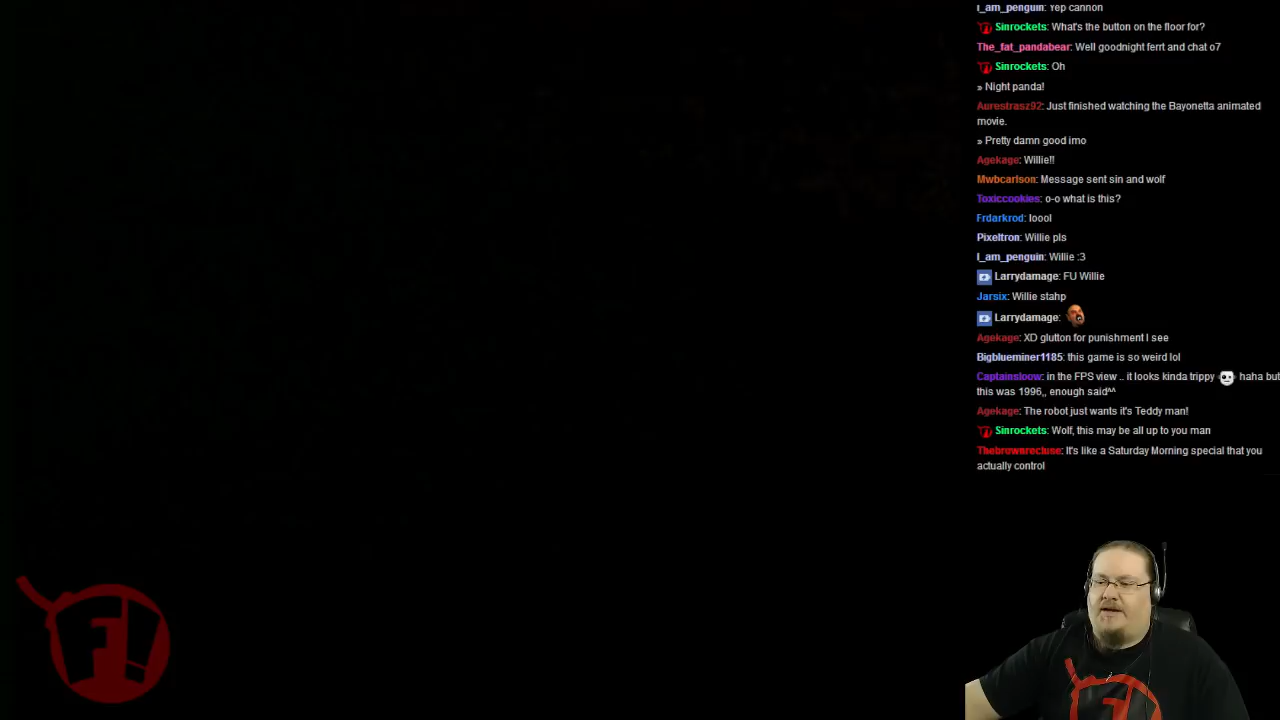 I_am_penguin: Yep cannon
Sinrockets: What's the button on the floor for?
The_fat_pandabear: Well goodnight ferrt and chat o7
Sinrockets: Oh
» Night panda!
Aurestrasz92: Just finished watching the Bayonetta animated
movie.
» Pretty damn good imo
Agekage: Willie!!
Mwbcarlson: Message sent sin and wolf
Toxiccookies: o-o what is this?
Frdarkrod: loool
Pixeltron: Willie pls
I_am_penguin: Willie :3
Larrydamage: FU Willie
Jarsix: Willie stahp
Larrydamage:
Agekage: XD glutton for punishment I see
Bigblueminer1185: this game is so weird lol
Captainsloow: in the FPS view .. it looks kinda trippy haha but
this was 1996,, enough said^^
Agekage: The robot just wants it's Teddy man!
Sinrockets: Wolf, this may be all up to you man
Thebrownrecluse: It's like a Saturday Morning special that you
actually control
F